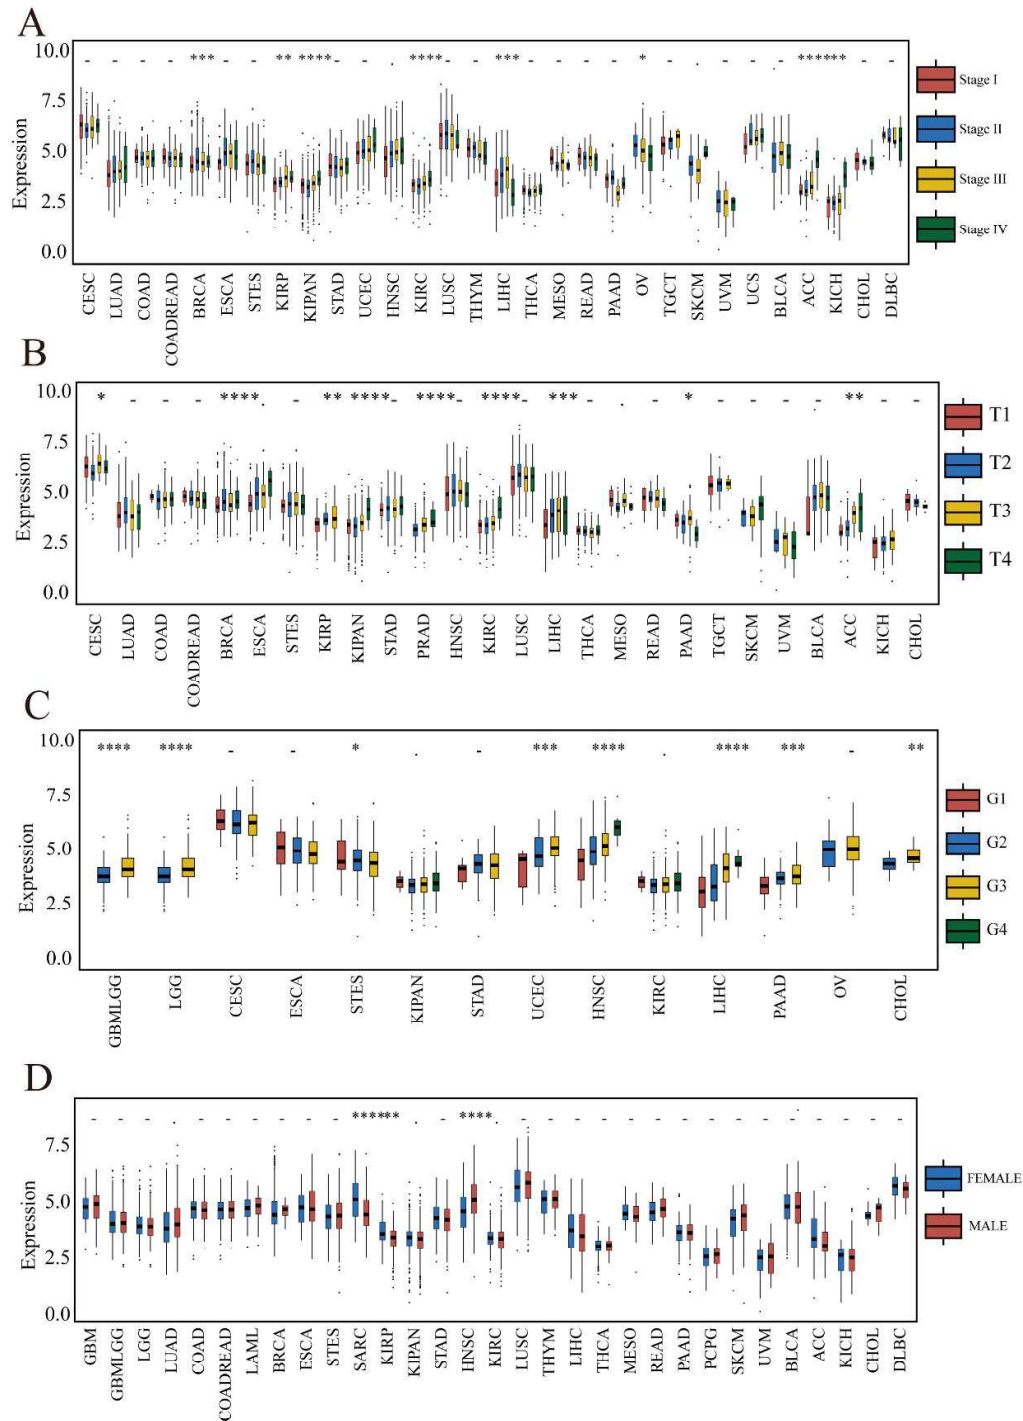 A
10.0
7.5
5.0
2.5
0.0
Expression
- - - - *** - - ** **** - - - **** - - *** - - - - * - - - - - ****** - -
Stage I
Stage II
Stage III
Stage IV
CESC LUAD COAD COADREAD BRCA ESCA STES KIRP KIPAN STAD UCEC HNSC KIRC LUSC THYM LIHC THCA MESO READ PAAD OV TGCT SKCM UVM UCS BLCA ACC KICH CHOL DLBC
B
10.0
7.5
5.0
2.5
0.0
Expression
* - - - **** - ** **** - **** - **** - *** - - * - - - - ** - -
T1
T2
T3
T4
CESC LUAD COAD COADREAD BRCA ESCA STES KIRP KIPAN STAD PRAD HNSC KIRC LUSC LIHC THCA MESO READ PAAD TGCT SKCM UVM BLCA ACC KICH CHOL
C
10.0
7.5
5.0
2.5
0.0
Expression
**** **** - - * - *** **** **** *** - **
G1
G2
G3
G4
GBMLGG LGG CESC ESCA STES KIPAN STAD UCEC HNSC KIRC LIHC PAAD OV CHOL
D
7.5
5.0
2.5
0.0
Expression
- - - - - - - - - - ****** - **** - - - - - - - - - - - - - - -
FEMALE
MALE
GBM GBMLGG LGG LUAD COAD COADREAD LAML BRCA ESCA STES SARC KIRP KIPAN STAD HNSC KIRC LUSC THYM LIHC THCA MESO READ PAAD PCPG SKCM UVM BLCA ACC KICH CHOL DLBC